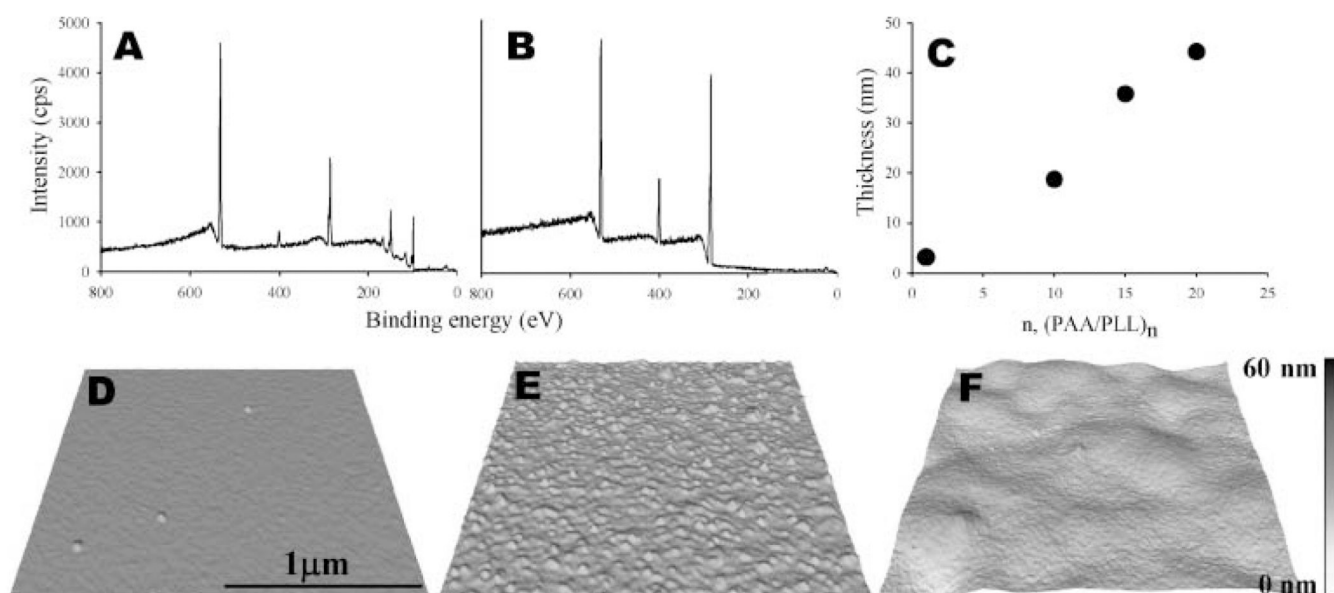 A
B
C
5000
4000
3000
2000
1000
0
Intensity (cps)
800
600
400
200
0
800
600
400
200
0
Binding energy (eV)
50
40
30
20
10
0
Thickness (nm)
0
5
10
15
20
25
n, (PAA/PLL)n
D
1μm
E
F
60 nm
0 nm